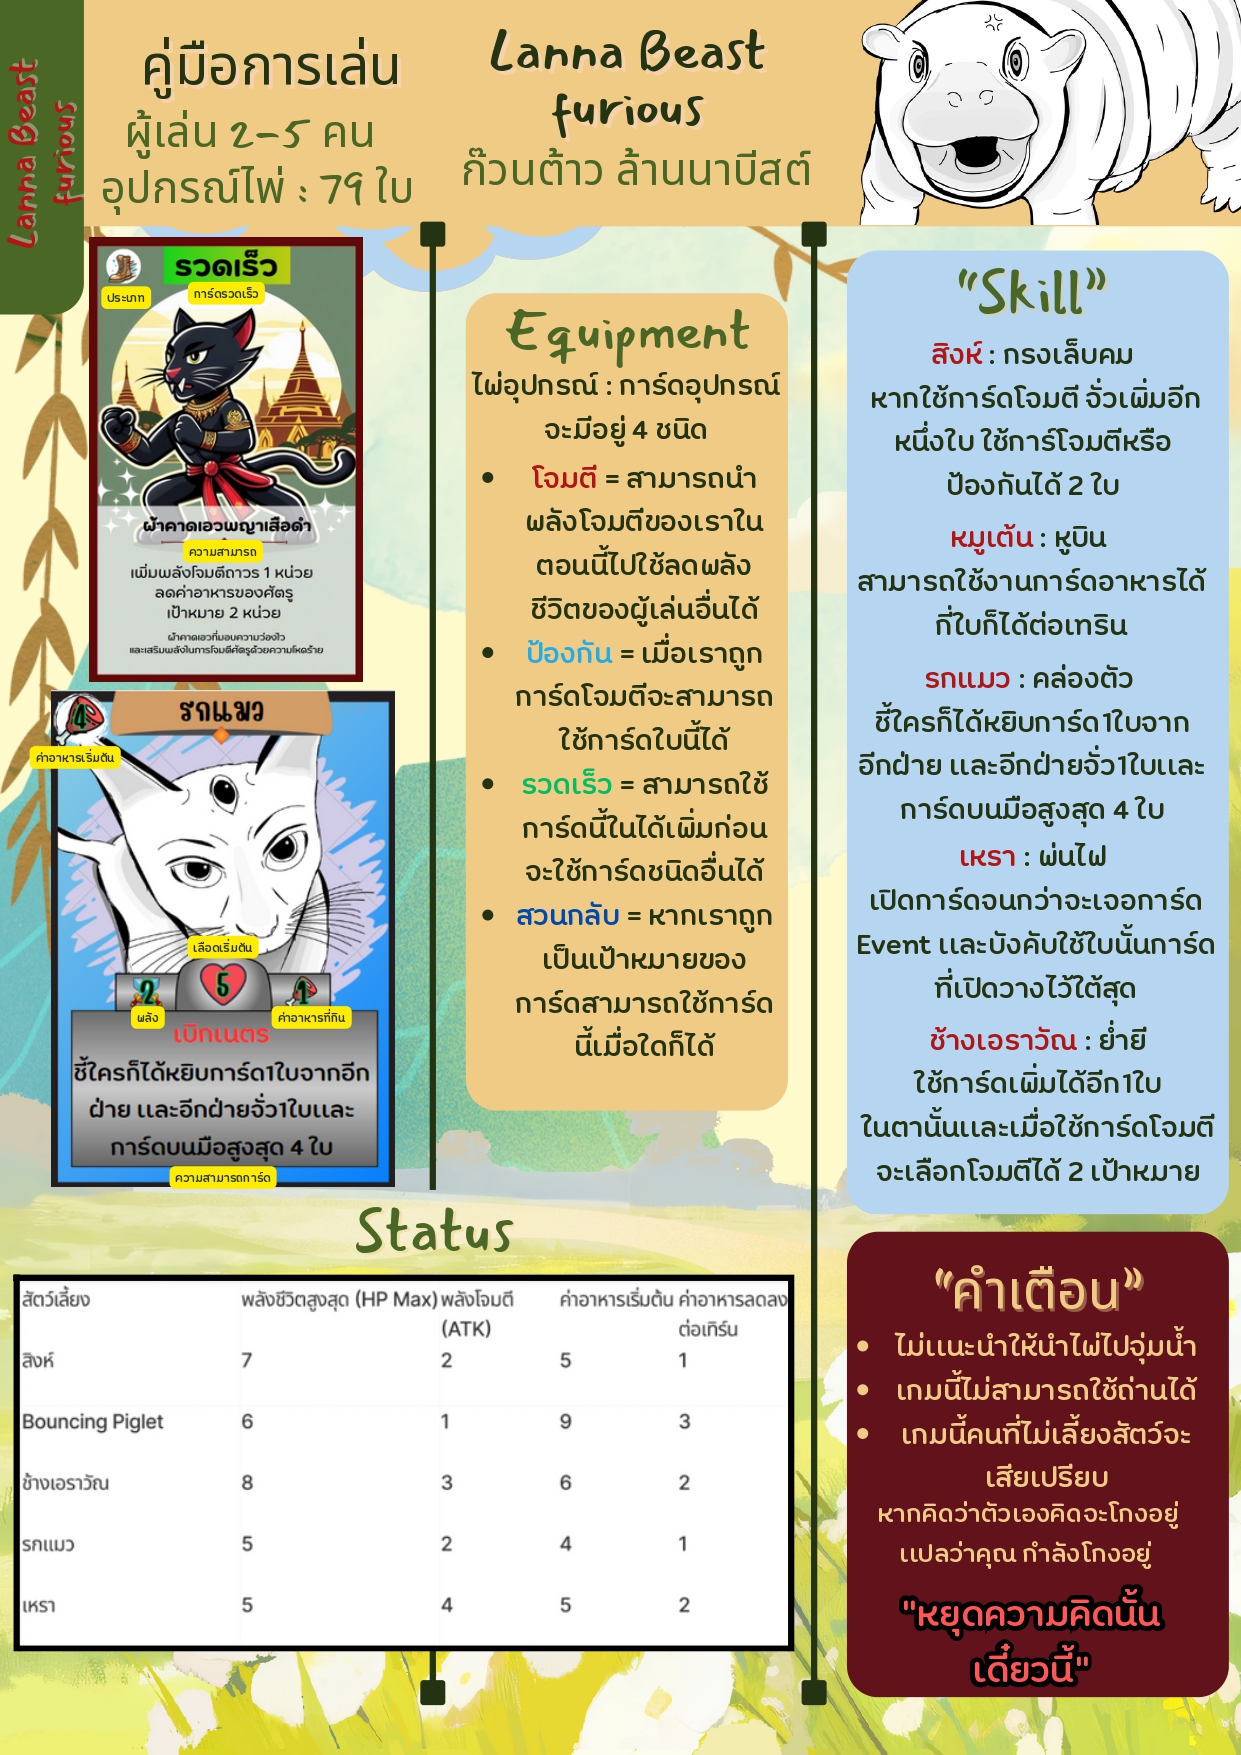 Lanna Beast
furious
คู่มือการเล่น
ผู้เล่น 2-5 คน
อุปกรณ์ไพ่ : 79 ใบ
Lanna Beast
furious
ก๊วนต้าว ล้านนาบีสต์
รวดเร็ว
ประเภท
การ์ดรวดเร็ว
ผ้าคาดเอวพญาเสือดำ
ความสามารถ
เพิ่มพลังโจมตีถาวร 1 หน่วย
ลดค่าอาหารของศัตรู
เป้าหมาย 2 หน่วย
ผ้าคาดเอวที่มอบความว่องไว
และเสริมพลังในการโจมตีศัตรูด้วยความโหดร้าย
4
รกแมว
ค่าอาหารเริ่มต้น
เลือดเริ่มต้น
2
5
1
พลัง
ค่าอาหารที่กิน
เบิกเนตร
ชี้ใครก็ได้หยิบการ์ด1ใบจากอีก
ฝ่าย และอีกฝ่ายจั่ว1ใบและ
การ์ดบนมือสูงสุด 4 ใบ
ความสามารถการ์ด
Equipment
ไพ่อุปกรณ์ : การ์ดอุปกรณ์
จะมีอยู่ 4 ชนิด
• โจมตี = สามารถนำ
พลังโจมตีของเราใน
ตอนนี้ไปใช้ลดพลัง
ชีวิตของผู้เล่นอื่นได้
• ป้องกัน = เมื่อเราถูก
การ์ดโจมตีจะสามารถ
ใช้การ์ดใบนี้ได้
• รวดเร็ว = สามารถใช้
การ์ดนี้ในได้เพิ่มก่อน
จะใช้การ์ดชนิดอื่นได้
• สวนกลับ = หากเราถูก
เป็นเป้าหมายของ
การ์ดสามารถใช้การ์ด
นี้เมื่อใดก็ได้
“Skill”
สิงห์ : กรงเล็บคม
หากใช้การ์ดโจมตี จั่วเพิ่มอีก
หนึ่งใบ ใช้การ์โจมตีหรือ
ป้องกันได้ 2 ใบ
หมูเต้น : หูบิน
สามารถใช้งานการ์ดอาหารได้
กี่ใบก็ได้ต่อเทริน
รกแมว : คล่องตัว
ชี้ใครก็ได้หยิบการ์ด1ใบจาก
อีกฝ่าย และอีกฝ่ายจั่ว1ใบและ
การ์ดบนมือสูงสุด 4 ใบ
เหรา : พ่นไฟ
เปิดการ์ดจนกว่าจะเจอการ์ด
Event และบังคับใช้ใบนั้นการ์ด
ที่เปิดวางไว้ใต้สุด
ช้างเอราวัณ : ย่ำยี
ใช้การ์ดเพิ่มได้อีก1ใบ
ในตานั้นและเมื่อใช้การ์ดโจมตี
จะเลือกโจมตีได้ 2 เป้าหมาย
Status
สัตว์เลี้ยง พลังชีวิตสูงสุด (HP Max) พลังโจมตี ค่าอาหารเริ่มต้น ค่าอาหารลดลง
(ATK) ต่อเทิร์น
สิงห์ 7 2 5 1
Bouncing Piglet 6 1 9 3
ช้างเอราวัณ 8 3 6 2
รกแมว 5 2 4 1
เหรา 5 4 5 2
“คำเตือน”
• ไม่แนะนำให้นำไพ่ไปจุ่มน้ำ
• เกมนี้ไม่สามารถใช้ถ่านได้
• เกมนี้คนที่ไม่เลี้ยงสัตว์จะ
เสียเปรียบ
หากคิดว่าตัวเองคิดจะโกงอยู่
แปลว่าคุณ กำลังโกงอยู่
"หยุดความคิดนั้น
เดี๋ยวนี้"